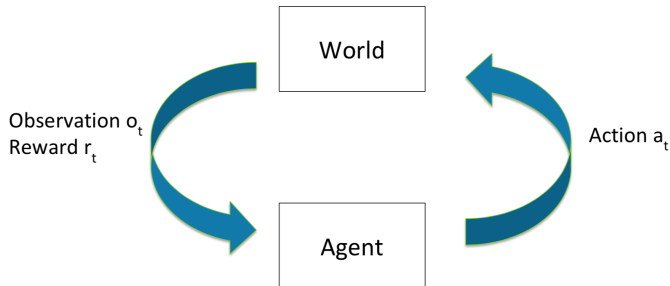 World
Observation o_t
Reward r_t
Action a_t
Agent